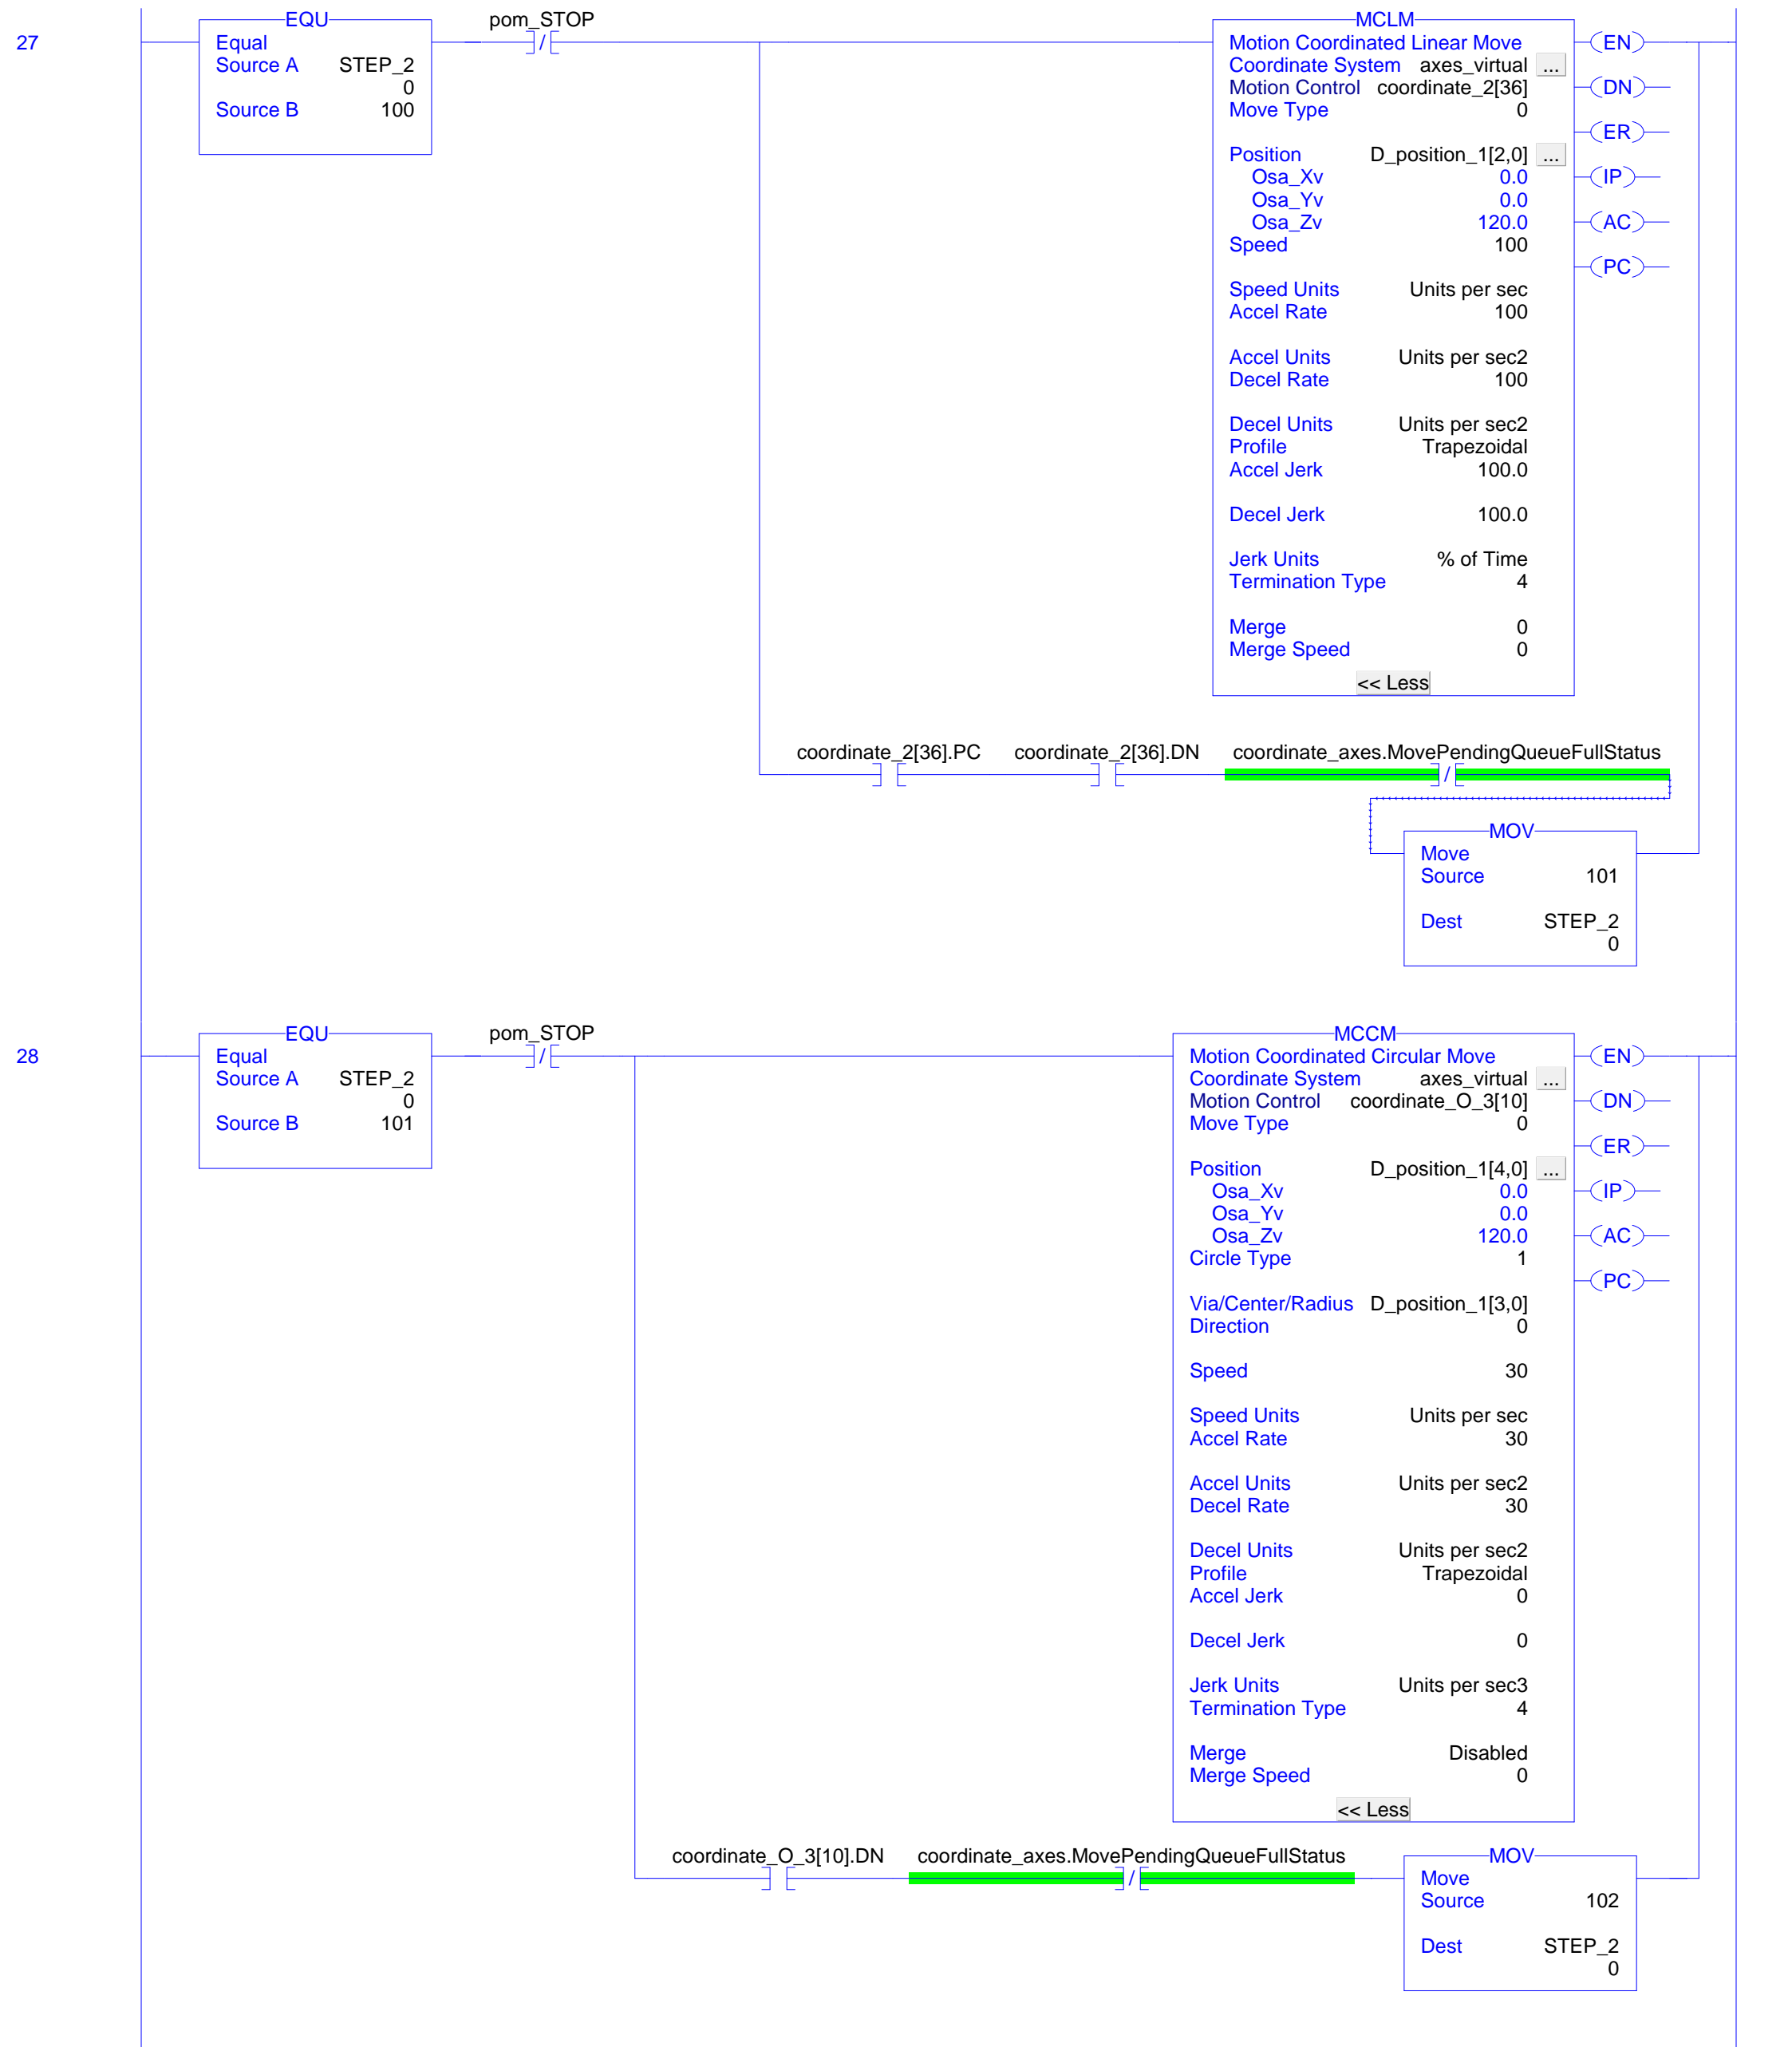 27
EQU
Equal
Source A STEP_2
0
Source B 100
pom_STOP
MCLM
Motion Coordinated Linear Move
Coordinate System axes_virtual ...
Motion Control coordinate_2[36]
Move Type 0
Position D_position_1[2,0] ...
Osa_Xv 0.0
Osa_Yv 0.0
Osa_Zv 120.0
Speed 100
Speed Units Units per sec
Accel Rate 100
Accel Units Units per sec2
Decel Rate 100
Decel Units Units per sec2
Profile Trapezoidal
Accel Jerk 100.0
Decel Jerk 100.0
Jerk Units % of Time
Termination Type 4
Merge 0
Merge Speed 0
<< Less
EN
DN
ER
IP
AC
PC
coordinate_2[36].PC coordinate_2[36].DN coordinate_axes.MovePendingQueueFullStatus
MOV
Move
Source 101
Dest STEP_2
0
28
EQU
Equal
Source A STEP_2
0
Source B 101
pom_STOP
MCCM
Motion Coordinated Circular Move
Coordinate System axes_virtual ...
Motion Control coordinate_O_3[10]
Move Type 0
Position D_position_1[4,0] ...
Osa_Xv 0.0
Osa_Yv 0.0
Osa_Zv 120.0
Circle Type 1
Via/Center/Radius D_position_1[3,0]
Direction 0
Speed 30
Speed Units Units per sec
Accel Rate 30
Accel Units Units per sec2
Decel Rate 30
Decel Units Units per sec2
Profile Trapezoidal
Accel Jerk 0
Decel Jerk 0
Jerk Units Units per sec3
Termination Type 4
Merge Disabled
Merge Speed 0
<< Less
EN
DN
ER
IP
AC
PC
coordinate_O_3[10].DN coordinate_axes.MovePendingQueueFullStatus
MOV
Move
Source 102
Dest STEP_2
0